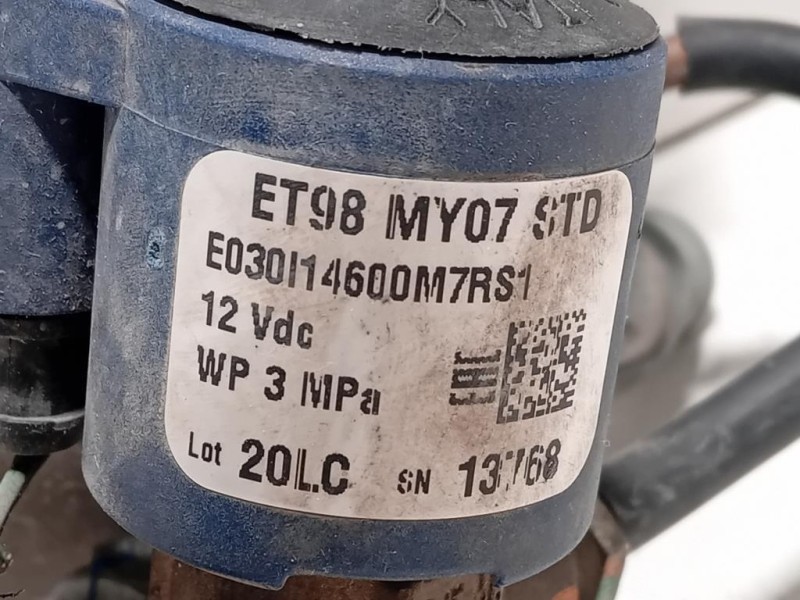 ET98 MY07 STD
E030I14600M7RS1
12 Vdc
WP 3 MPa
Lot 20LC SN 13768